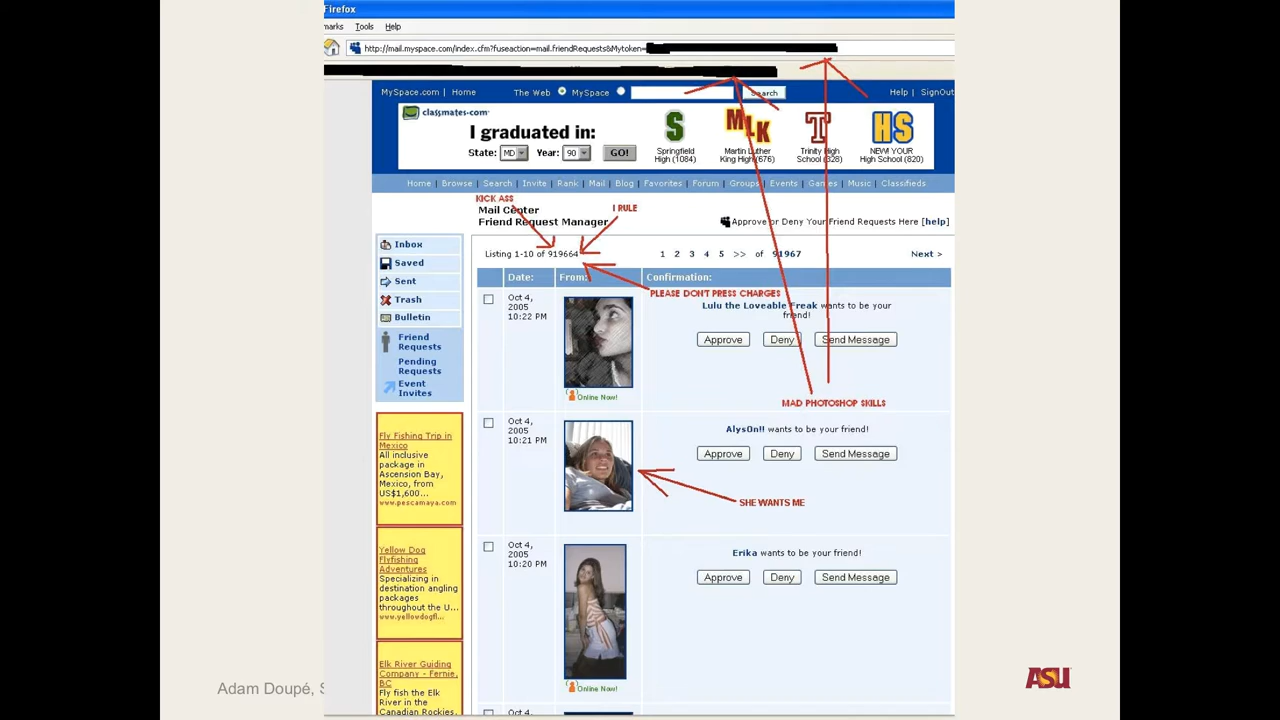 Firefox
marks Tools Help
http://mail.myspace.com/index.cfm?fuseaction=mail.friendRequests&Mytoken=
MySpace.com | Home The Web MySpace Search Help | SignOut
classmates.com
I graduated in:
State: MD Year: 90 GO!
S MLK T HS
Springfield High (1084)
Martin Luther King High (676)
Trinity High School (328)
NEW! YOUR High School (820)
Home | Browse | Search | Invite | Rank | Mail | Blog | Favorites | Forum | Groups | Events | Games | Music | Classifieds
KICK ASS
I RULE
Mail Center
Friend Request Manager
Approve or Deny Your Friend Requests Here [help]
Inbox
Saved
Sent
Trash
Bulletin
Friend
Requests
Pending
Requests
Event
Invites
Listing 1-10 of 919664 1 2 3 4 5 >> of 91967 Next >
Date: From: Confirmation:
PLEASE DON'T PRESS CHARGES
Oct 4,
2005
10:22 PM
Online Now!
Lulu the Loveable Freak wants to be your
friend!
Approve Deny Send Message
MAD PHOTOSHOP SKILLS
Oct 4,
2005
10:21 PM
AlysOn!! wants to be your friend!
Approve Deny Send Message
SHE WANTS ME
Oct 4,
2005
10:20 PM
Online Now!
Erika wants to be your friend!
Approve Deny Send Message
Oct 4,
Fly Fishing Trip in
Mexico
All inclusive
package in
Ascension Bay,
Mexico, from
US$1,600...
www.pescamaya.com
Yellow Dog
Flyfishing
Adventures
Specializing in
destination angling
packages
throughout the U...
www.yellowdogfl...
Elk River Guiding
Company - Fernie,
BC
Fly fish the Elk
River in the
Canadian Rockies.
Adam Doupé, S
ASU